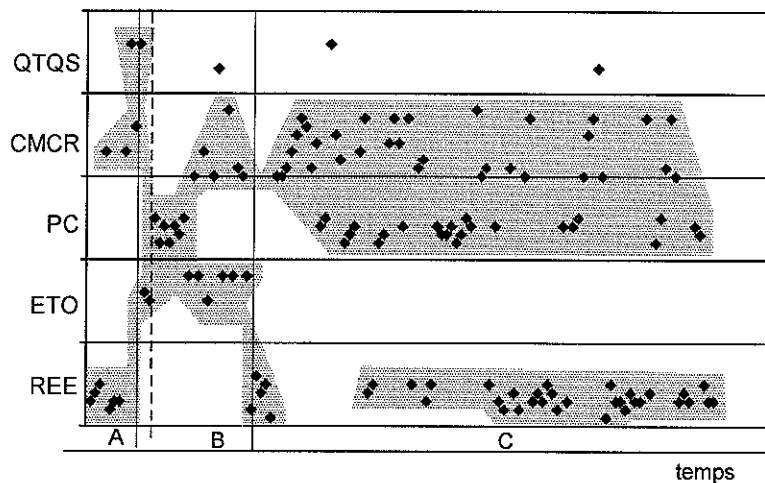 QTQS
CMCR
PC
ETO
REE
A B C
temps